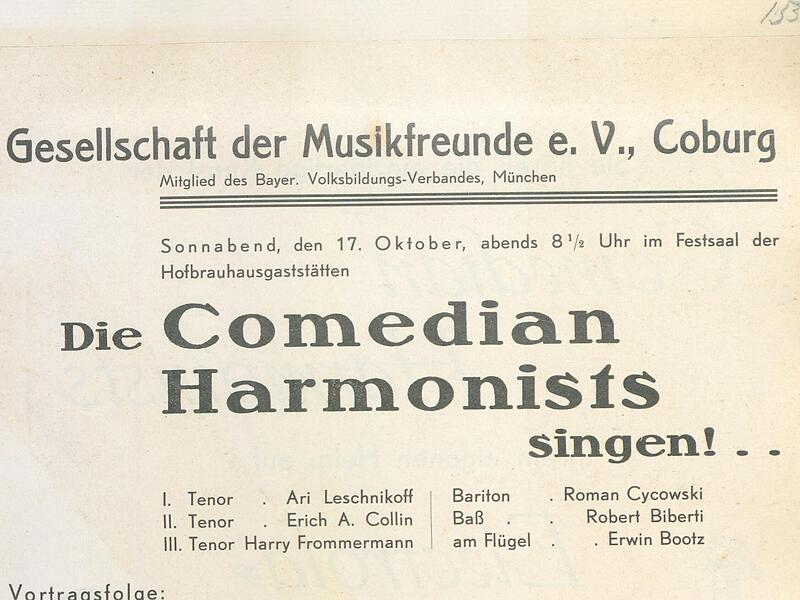 153
Gesellschaft der Musikfreunde e. V., Coburg
Mitglied des Bayer. Volksbildungs-Verbandes, München
Sonnabend, den 17. Oktober, abends 8 1/2 Uhr im Festsaal der
Hofbrauhausgaststätten
Die Comedian
Harmonists
singen! . .
I. Tenor . Ari Leschnikoff
II. Tenor . Erich A. Collin
III. Tenor Harry Frommermann
Bariton . Roman Cycowski
Baß . . Robert Biberti
am Flügel . . Erwin Bootz
Vortragsfolge: